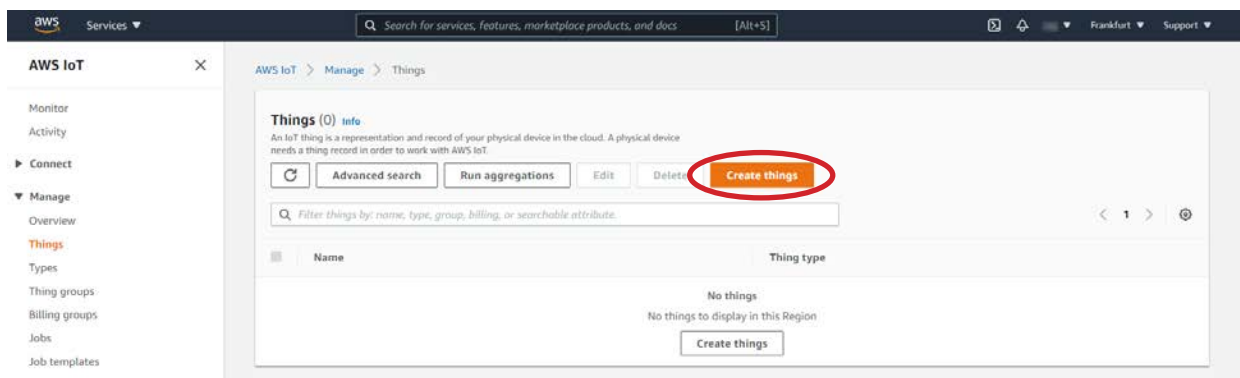 aws Services ▼ Search for services, features, marketplace products, and docs [Alt+S] Frankfurt ▼ Support ▼
AWS IoT
Monitor
Activity
Connect
Manage
Overview
Things
Types
Thing groups
Billing groups
Jobs
Job templates
AWS IoT > Manage > Things
Things (0) Info
An IoT thing is a representation and record of your physical device in the cloud. A physical device
needs a thing record in order to work with AWS IoT.
Advanced search Run aggregations Edit Delete Create things
Filter things by: name, type, group, billing, or searchable attribute.
< 1 >
Name Thing type
No things
No things to display in this Region
Create things